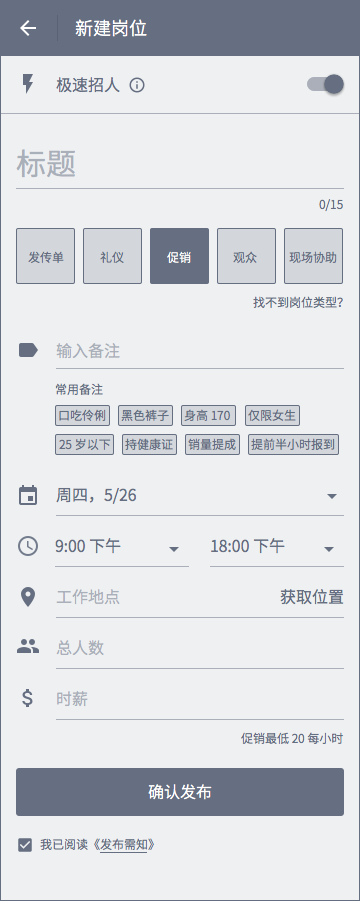 新建岗位
极速招人
标题
0/15
发传单 礼仪 促销 观众 现场协助
找不到岗位类型?
输入备注
常用备注
口吃伶俐 黑色裤子 身高 170 仅限女生
25 岁以下 持健康证 销量提成 提前半小时报到
周四，5/26
9:00 下午 18:00 下午
工作地点 获取位置
总人数
时薪
促销最低 20 每小时
确认发布
我已阅读《发布需知》